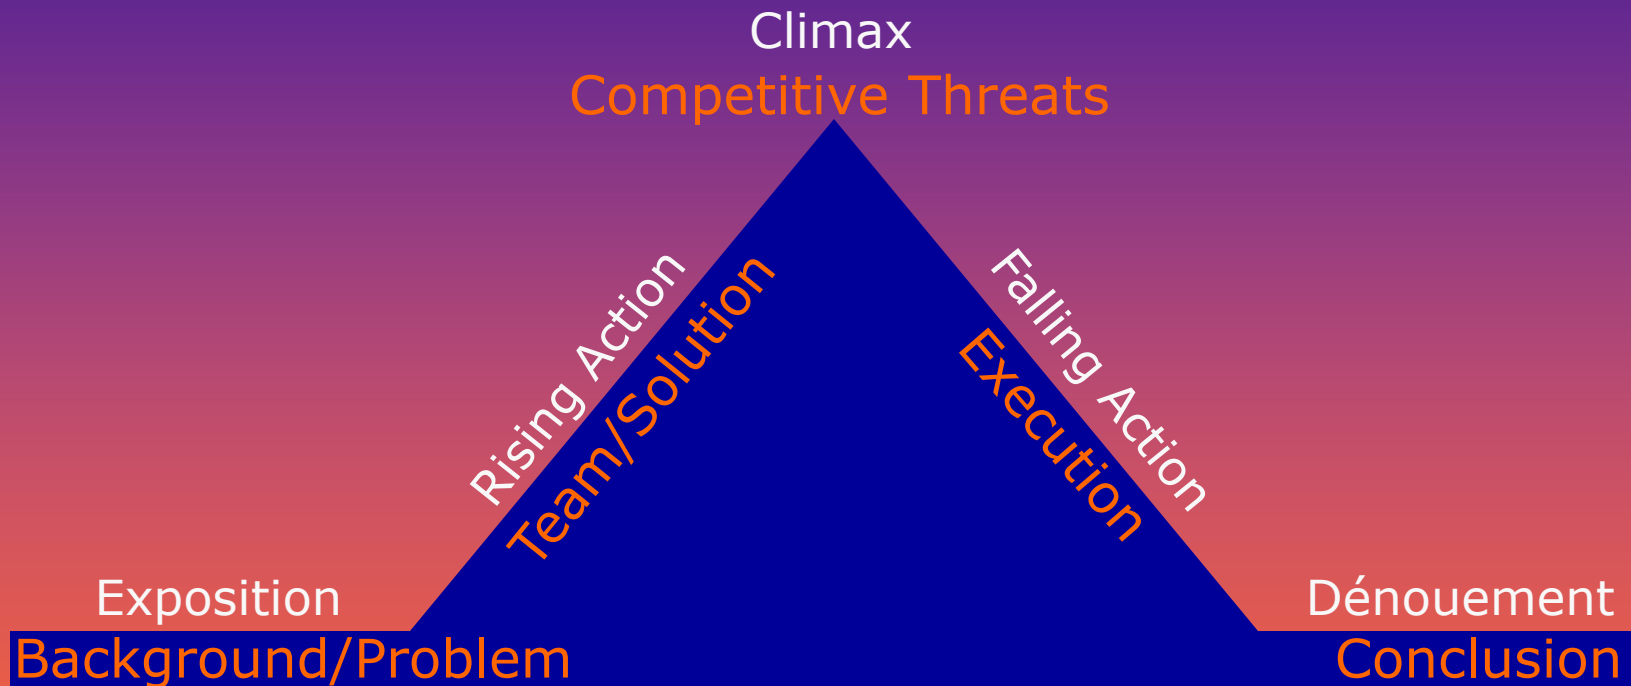 Climax
Competitive Threats
Rising Action
Team/Solution
Falling Action
Execution
Exposition
Background/Problem
Dénouement
Conclusion